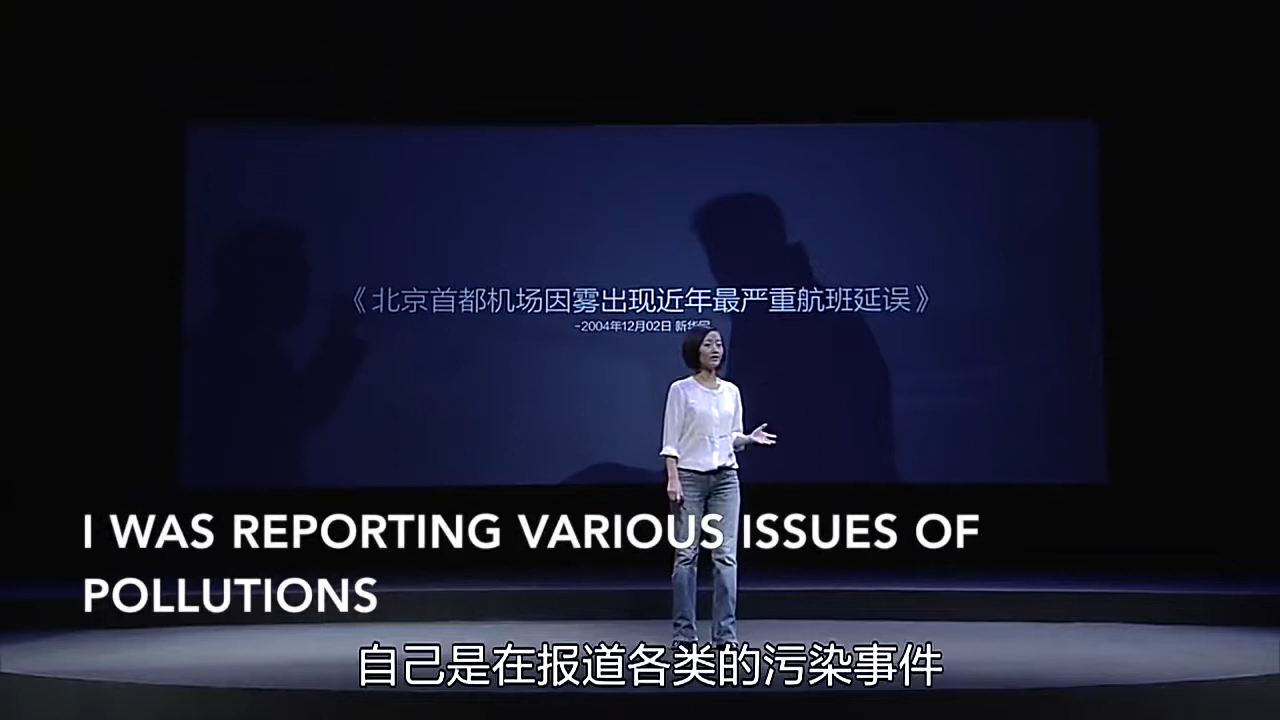 《北京首都机场因雾出现近年最严重航班延误》
-2004年12月02日 新华网
I WAS REPORTING VARIOUS ISSUES OF
POLLUTIONS
自己是在报道各类的污染事件